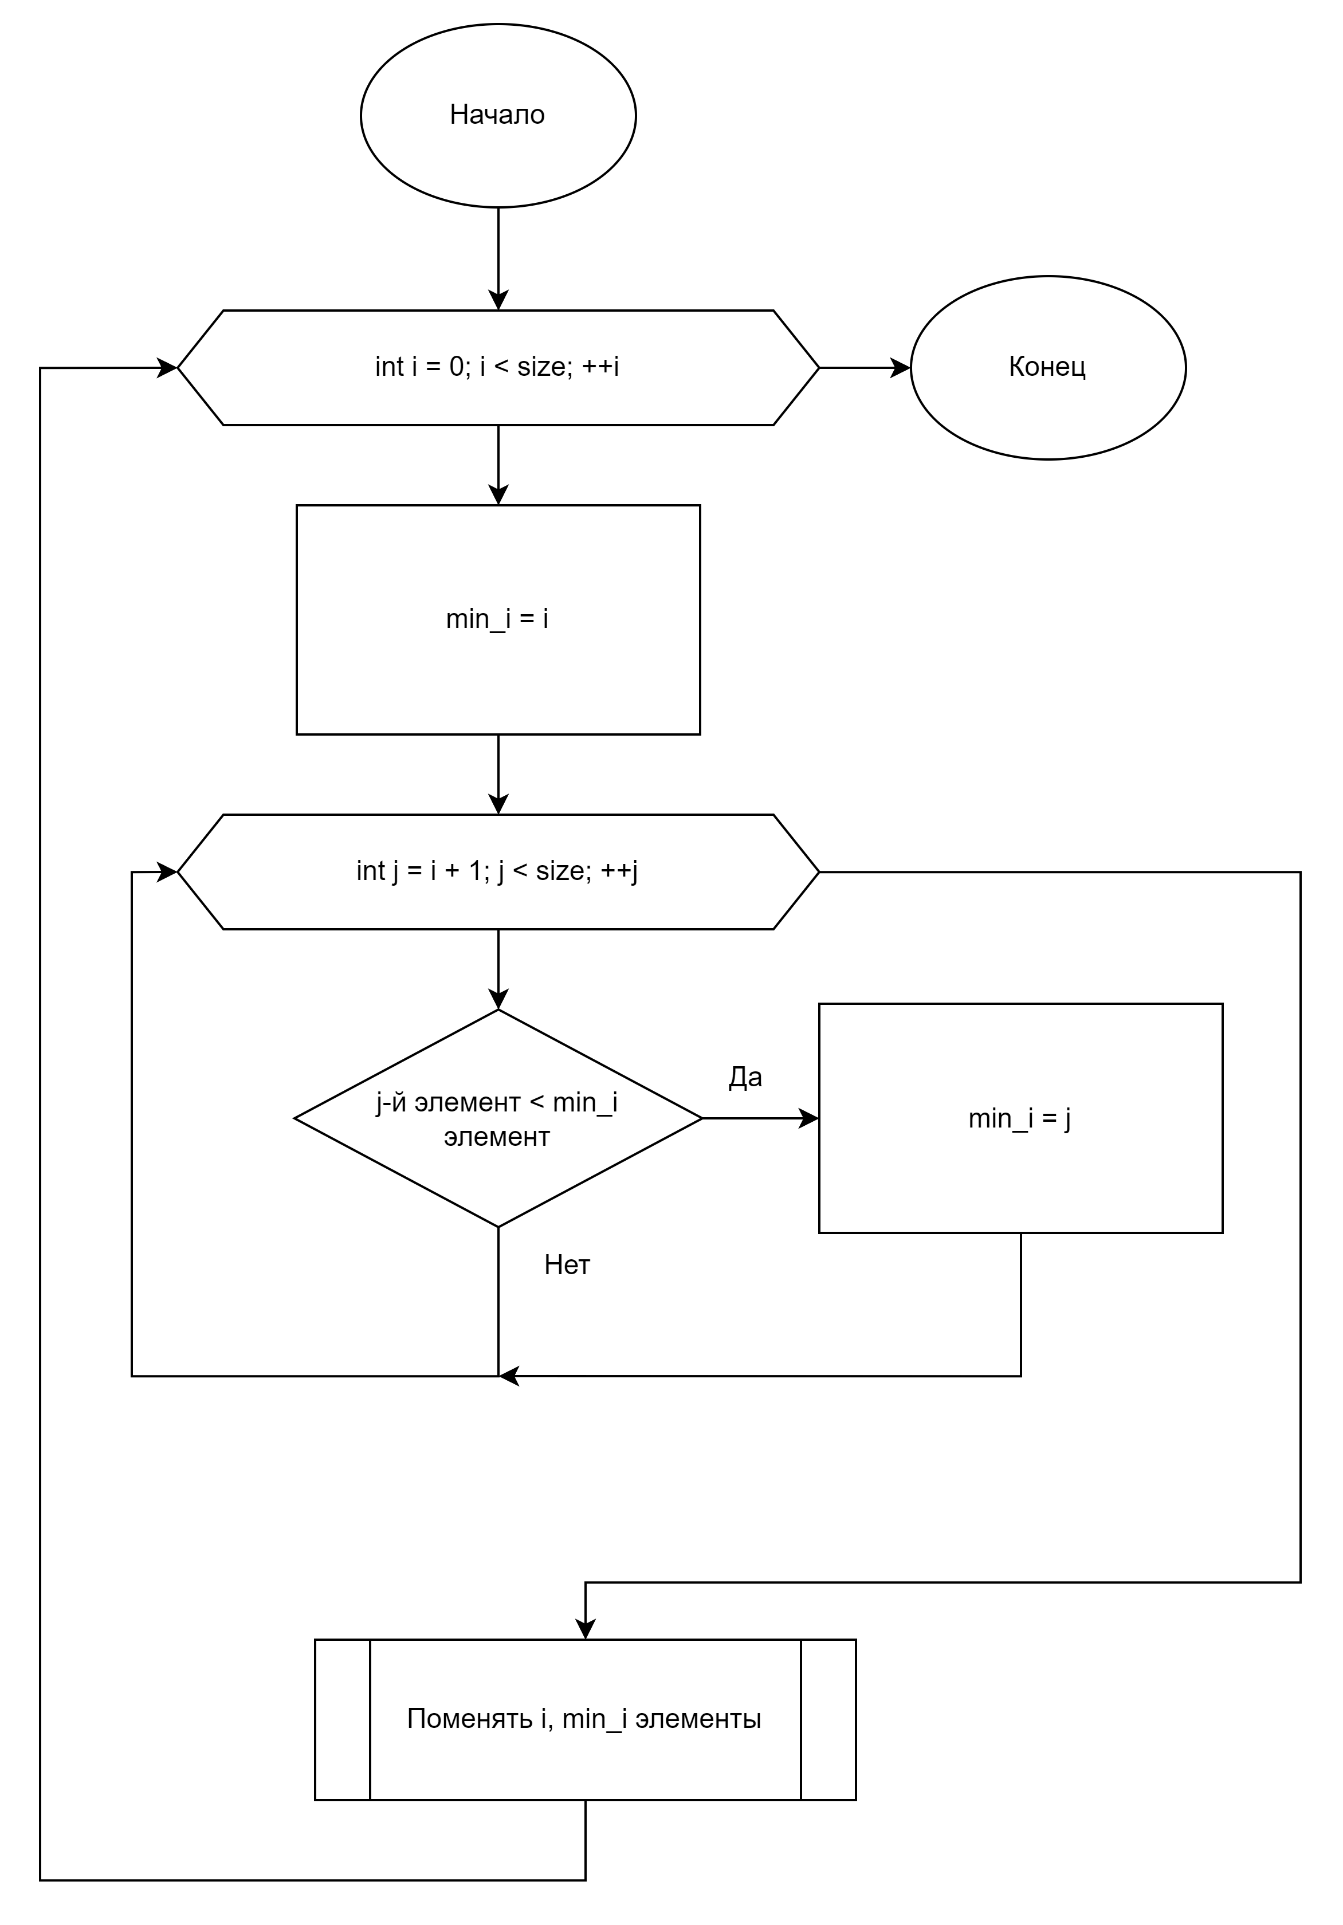 Начало
int i = 0; i < size; ++i
Конец
min_i = i
int j = i + 1; j < size; ++j
j-й элемент < min_i
элемент
Да
min_i = j
Нет
Поменять i, min_i элементы